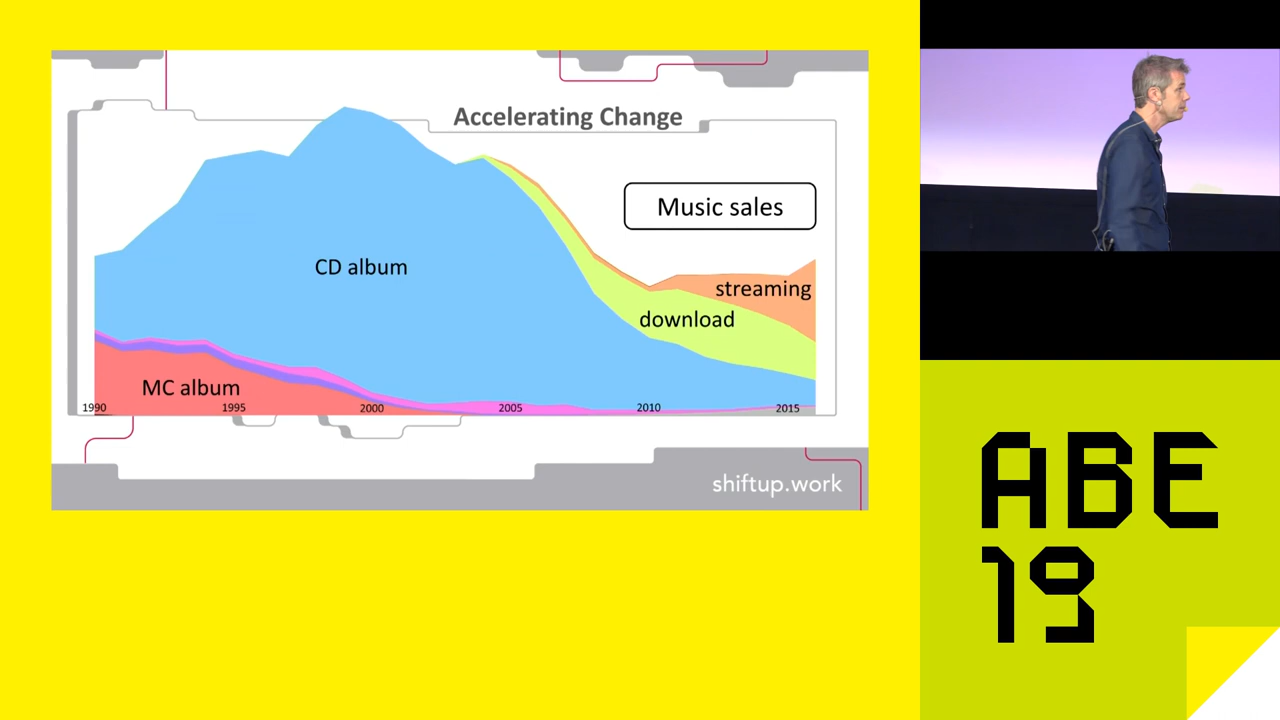 Accelerating Change
Music sales
CD album
streaming
download
MC album
1990 1995 2000 2005 2010 2015
shiftup.work
ABE
19